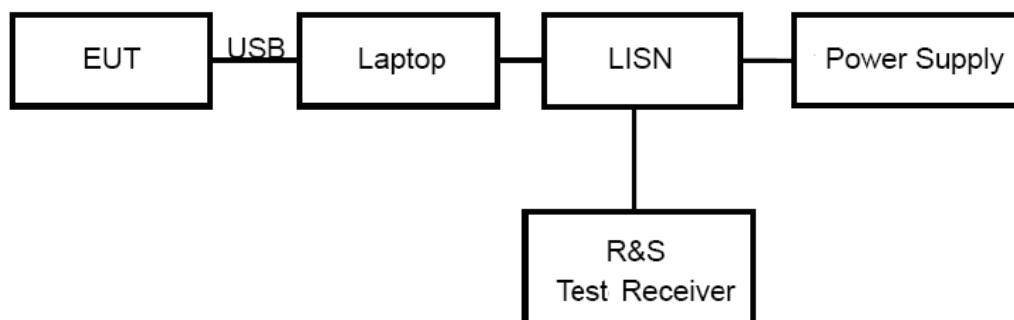 EUT
USB
Laptop
LISN
Power Supply
R&S
Test Receiver